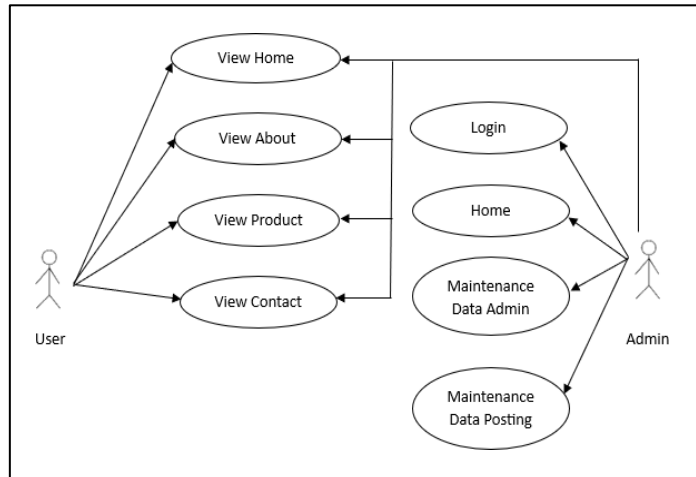 View Home
View About
View Product
View Contact
User
Login
Home
Maintenance
Data Admin
Maintenance
Data Posting
Admin